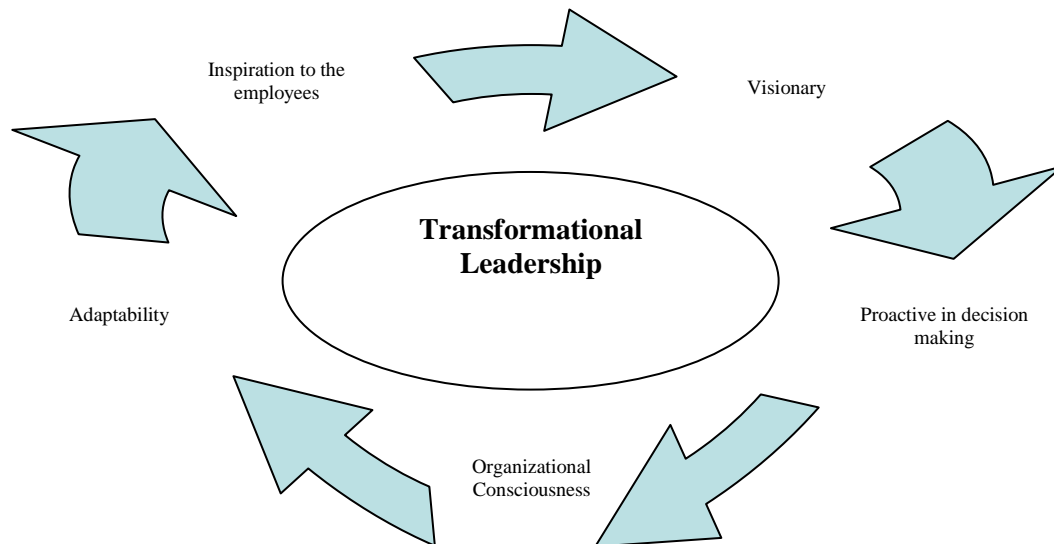 Inspiration to the
employees
Visionary
Transformational
Leadership
Adaptability
Proactive in decision
making
Organizational
Consciousness